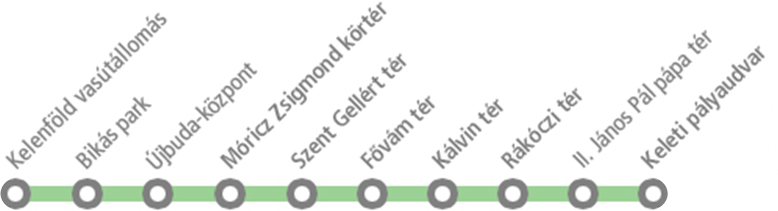 Kelenföld vasútállomás
Bikás park
Újbuda-központ
Móricz Zsigmond körtér
Szent Gellért tér
Fővám tér
Kálvin tér
Rákóczi tér
II. János Pál pápa tér
Keleti pályaudvar